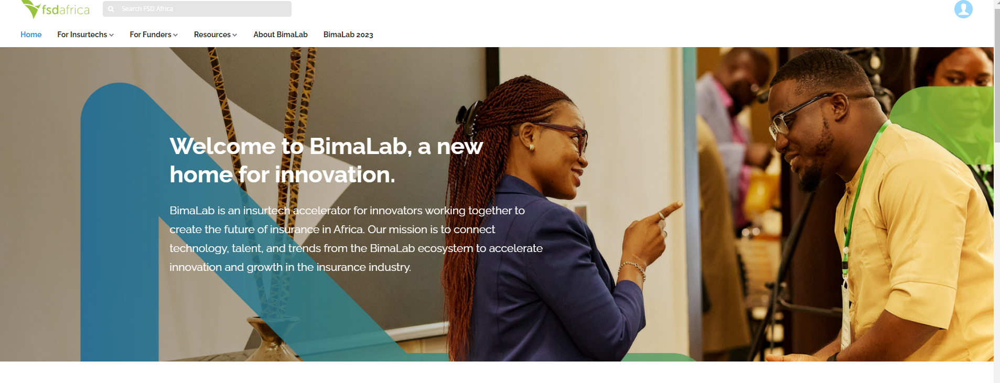 fsdafrica
Search FSD Africa
Home
For Insurtechs
For Funders
Resources
About BimaLab
BimaLab 2023
Welcome to BimaLab, a new
home for innovation.
BimaLab is an insurtech accelerator for innovators working together to
create the future of insurance in Africa. Our mission is to connect
technology, talent, and trends from the BimaLab ecosystem to accelerate
innovation and growth in the insurance industry.